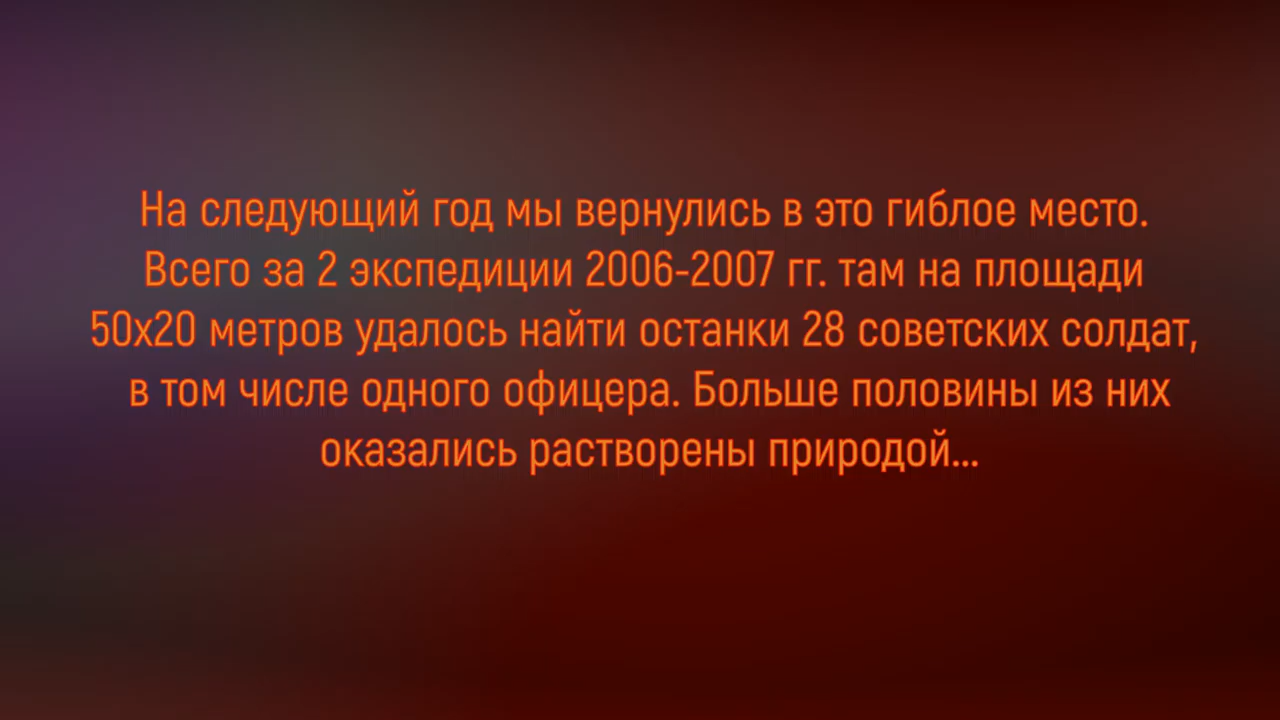 На следующий год мы вернулись в это гиблое место.
Всего за 2 экспедиции 2006-2007 гг. там на площади
50х20 метров удалось найти останки 28 советских солдат,
в том числе одного офицера. Больше половины из них
оказались растворены природой...